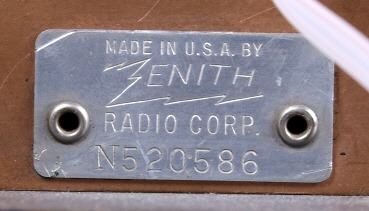 MADE IN U.S.A. BY
ZENITH
RADIO CORP.
N520586